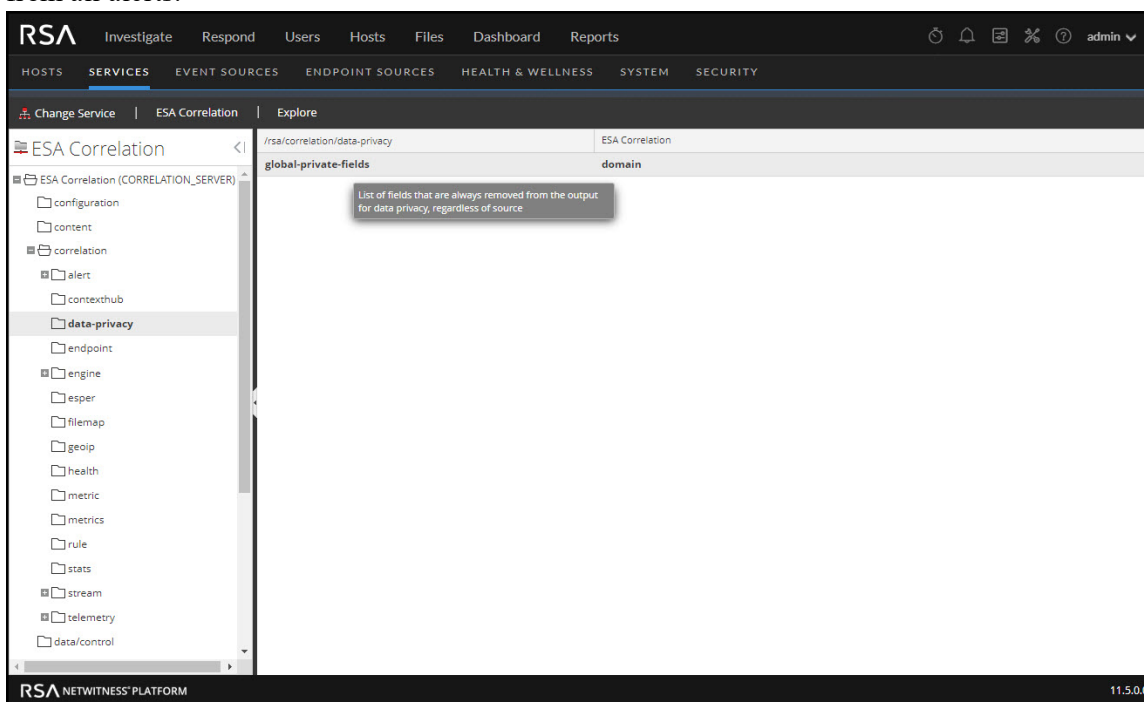 RSA Investigate Respond Users Hosts Files Dashboard Reports admin
HOSTS SERVICES EVENT SOURCES ENDPOINT SOURCES HEALTH & WELLNESS SYSTEM SECURITY
Change Service | ESA Correlation | Explore
ESA Correlation
/rsa/correlation/data-privacy ESA Correlation
global-private-fields domain
List of fields that are always removed from the output
for data privacy, regardless of source
ESA Correlation (CORRELATION_SERVER)
configuration
content
correlation
alert
contexthub
data-privacy
endpoint
engine
esper
filemap
geoip
health
metric
metrics
rule
stats
stream
telemetry
data/control
RSA NETWITNESS® PLATFORM 11.5.0.